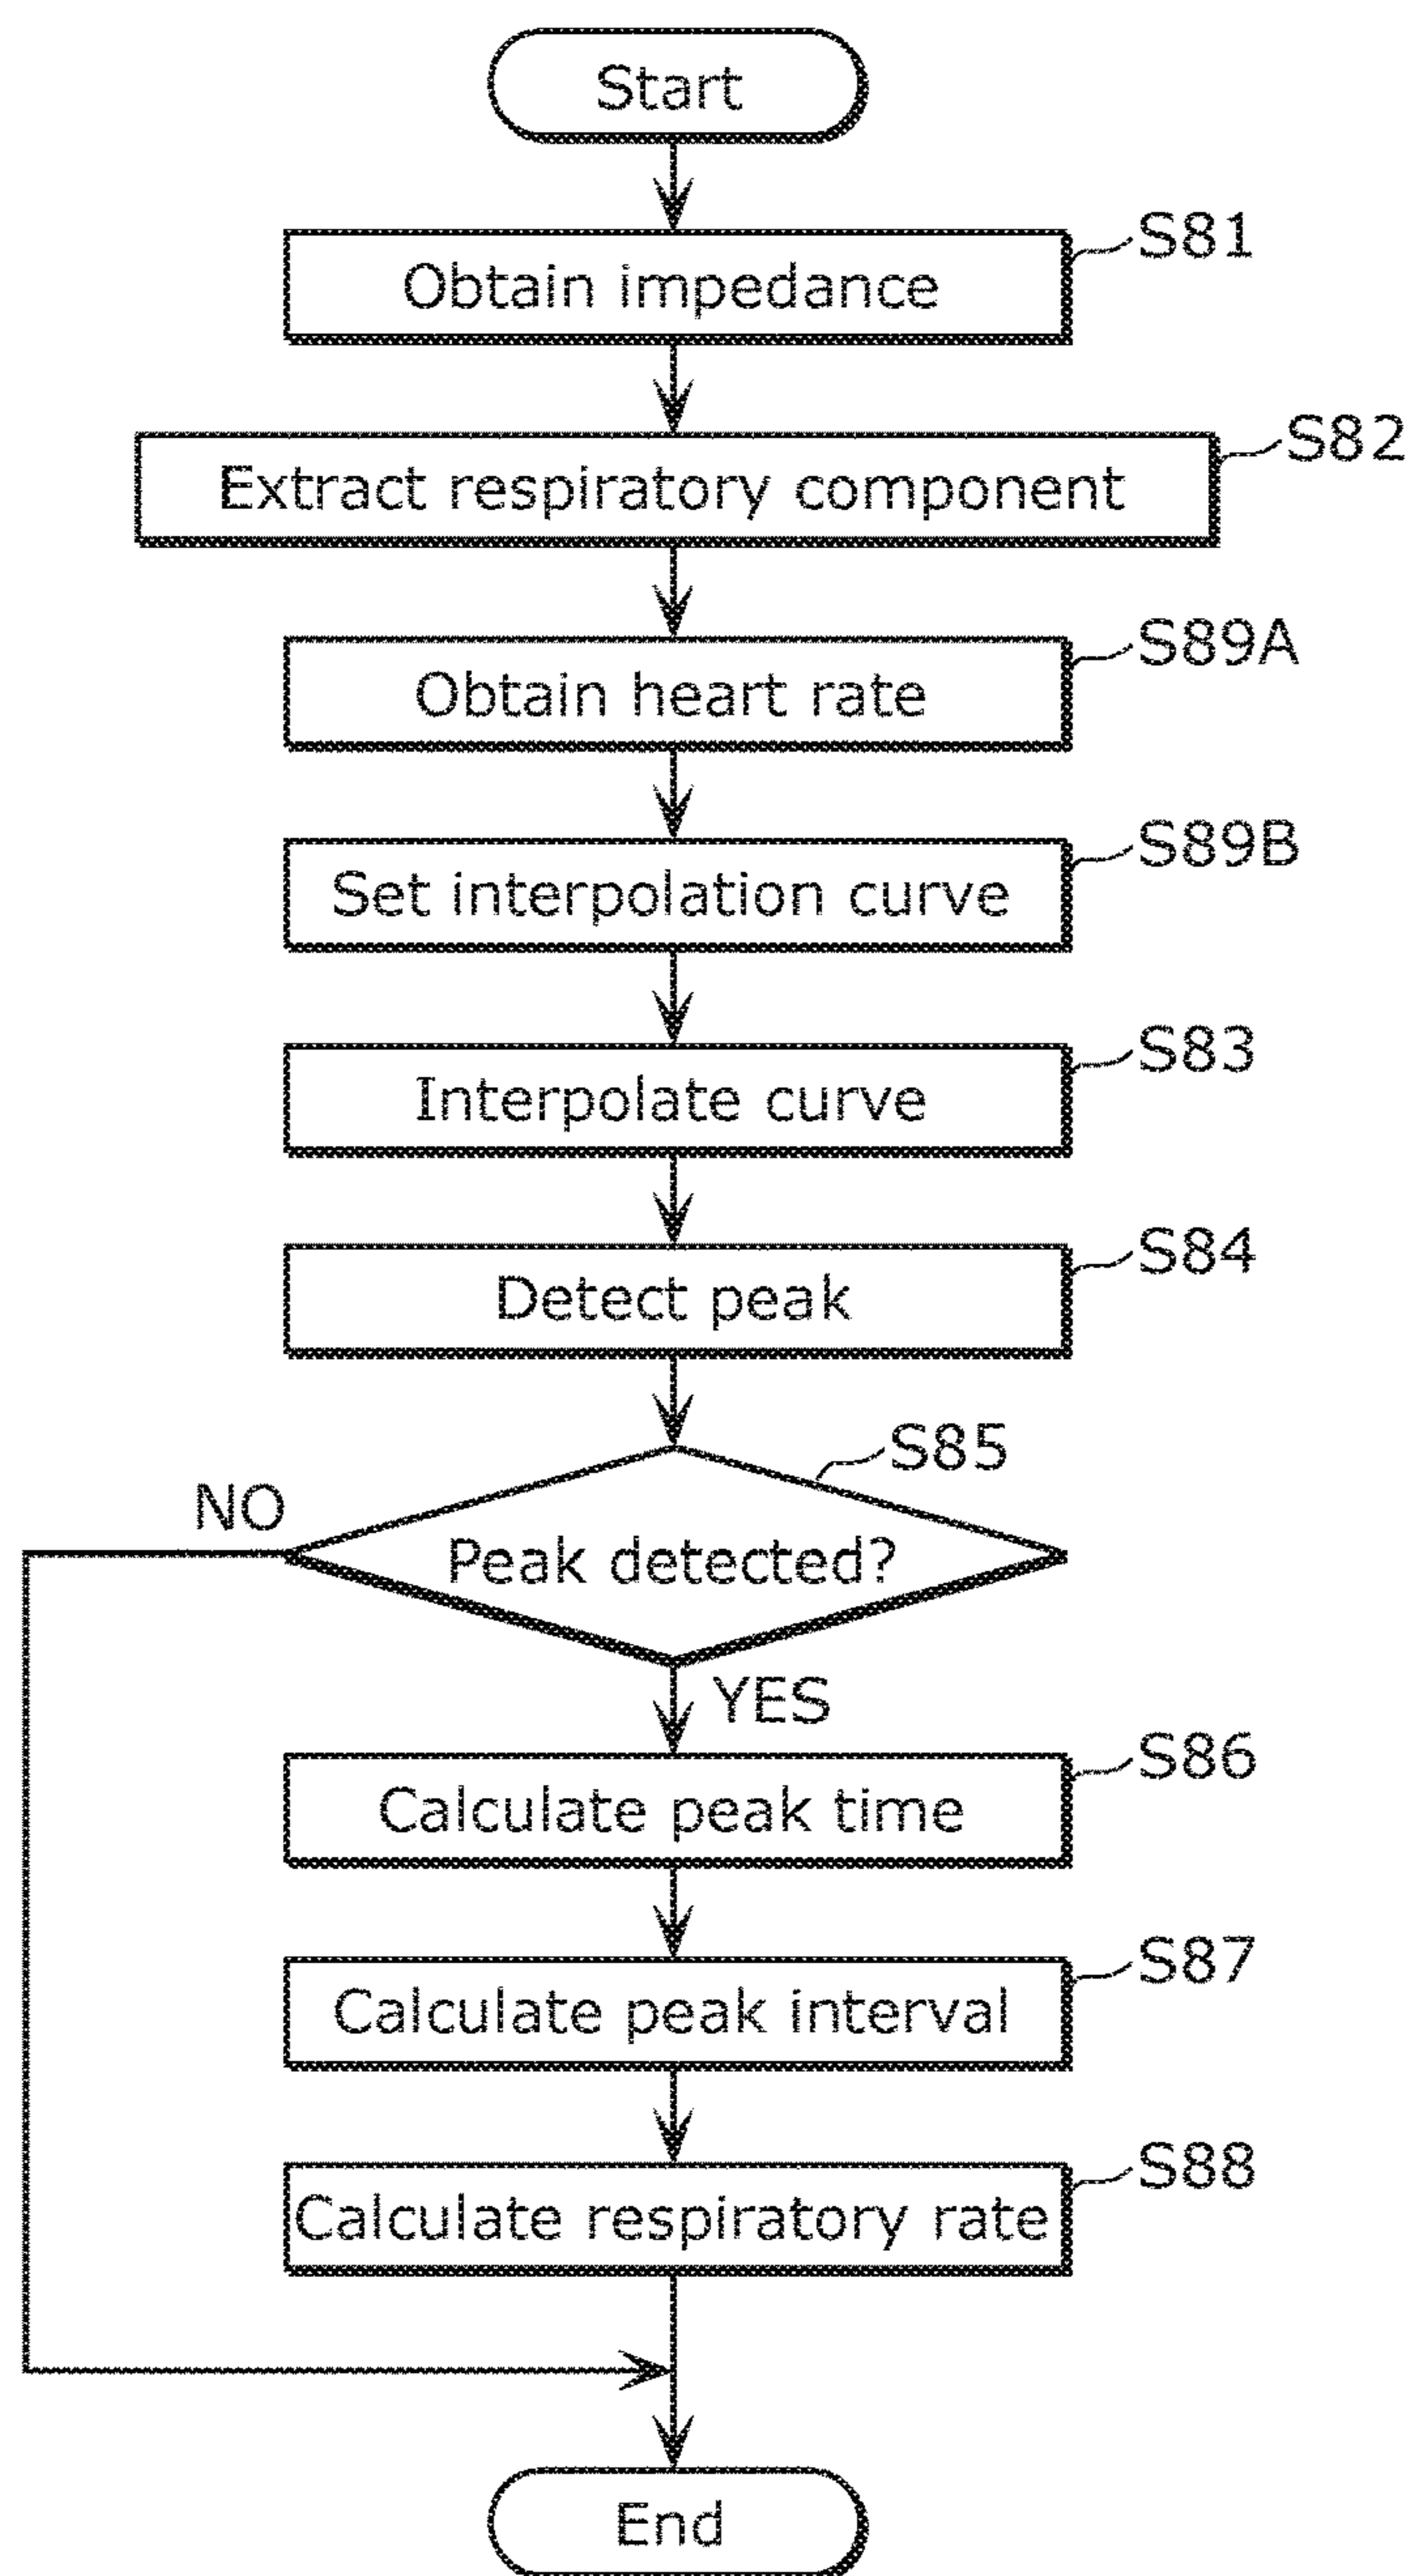 Start
S81
Obtain impedance
S82
Extract respiratory component
S89A
Obtain heart rate
S89B
Set interpolation curve
S83
Interpolate curve
S84
Detect peak
S85
NO
Peak detected?
YES
S86
Calculate peak time
S87
Calculate peak interval
S88
Calculate respiratory rate
End